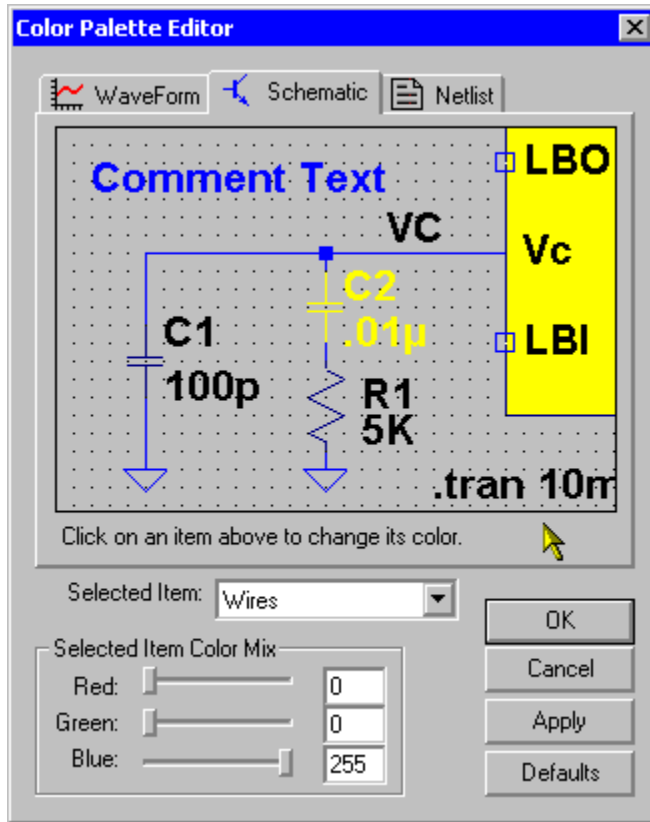 Color Palette Editor
WaveForm Schematic Netlist
Comment Text
LBO
VC
Vc
C2
.01µ
C1
LBI
100p
R1
5K
.tran 10m
Click on an item above to change its color.
Selected Item: Wires
OK
Selected Item Color Mix
Cancel
Red: 0
Green: 0
Apply
Blue: 255
Defaults